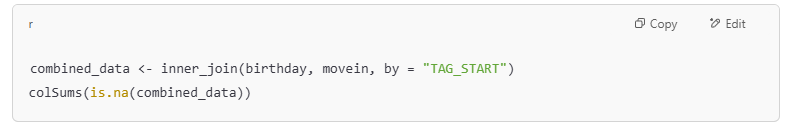 r
Copy
Edit
combined_data <- inner_join(birthday, movein, by = "TAG_START")
colSums(is.na(combined_data))